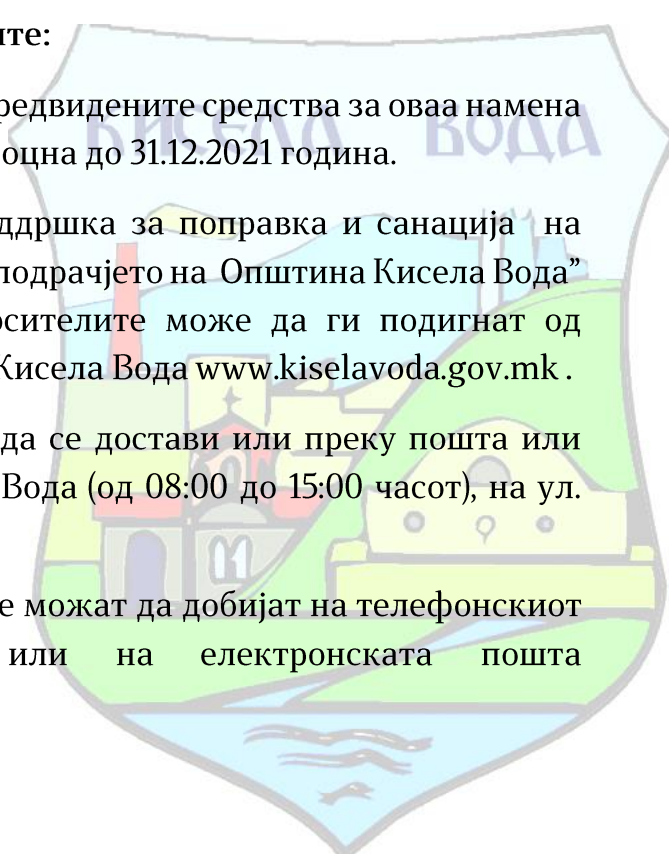 ите:
КИСЕЛА ВОДА
редвидените средства за оваа намена
оцна до 31.12.2021 година.
ддршка за поправка и санација на
подрачјето на Општина Кисела Вода”
осителите може да ги подигнат од
Кисела Вода www.kiselavoda.gov.mk .
да се достави или преку пошта или
Вода (од 08:00 до 15:00 часот), на ул.
е можат да добијат на телефонскиот
или на електронската пошта